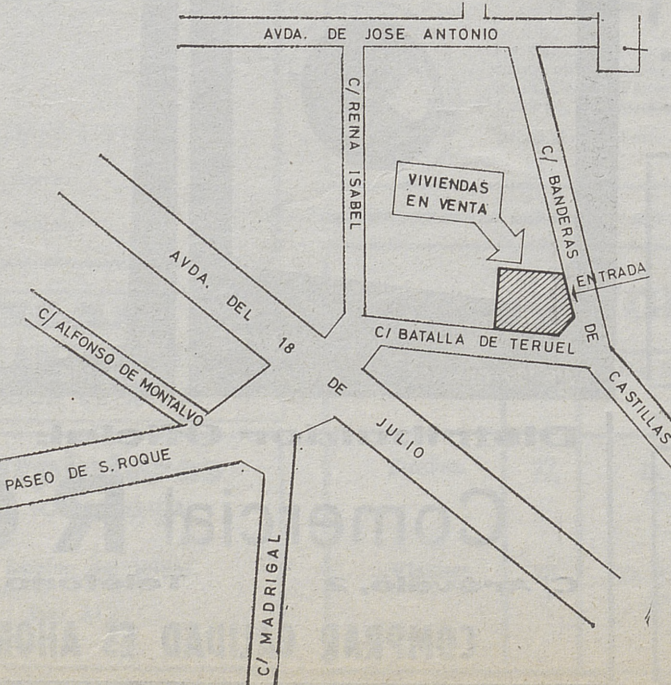 AVDA. DE JOSE ANTONIO
C/ REINA ISABEL
C/ BANDERAS DE CASTILLAS
VIVIENDAS
EN VENTA
ENTRADA
AVDA. DEL 18 DE JULIO
C/ BATALLA DE TERUEL
C/ ALFONSO DE MONTALVO
PASEO DE S. ROQUE
C/ MADRIGAL